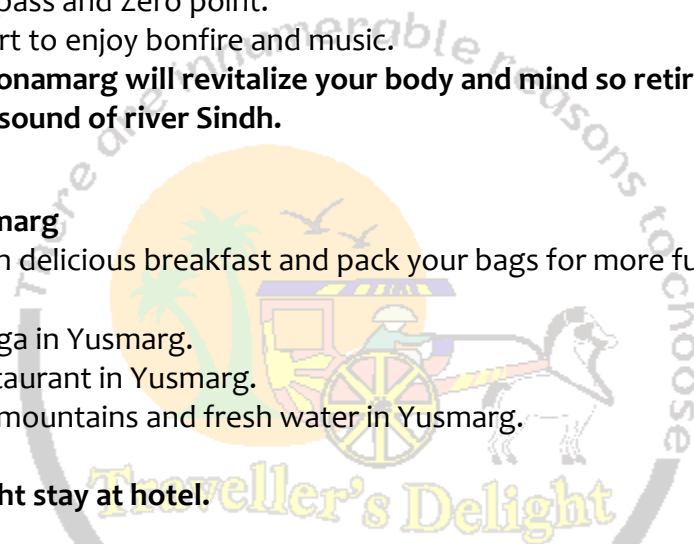 pass and Zero point.
rt to enjoy bonfire and music.
onamarg will revitalize your body and mind so retir
sound of river Sindh.
marg
n delicious breakfast and pack your bags for more fu
ga in Yusmarg.
taurant in Yusmarg.
mountains and fresh water in Yusmarg.
ht stay at hotel.
There are innumerable reasons to choose
Traveller's Delight